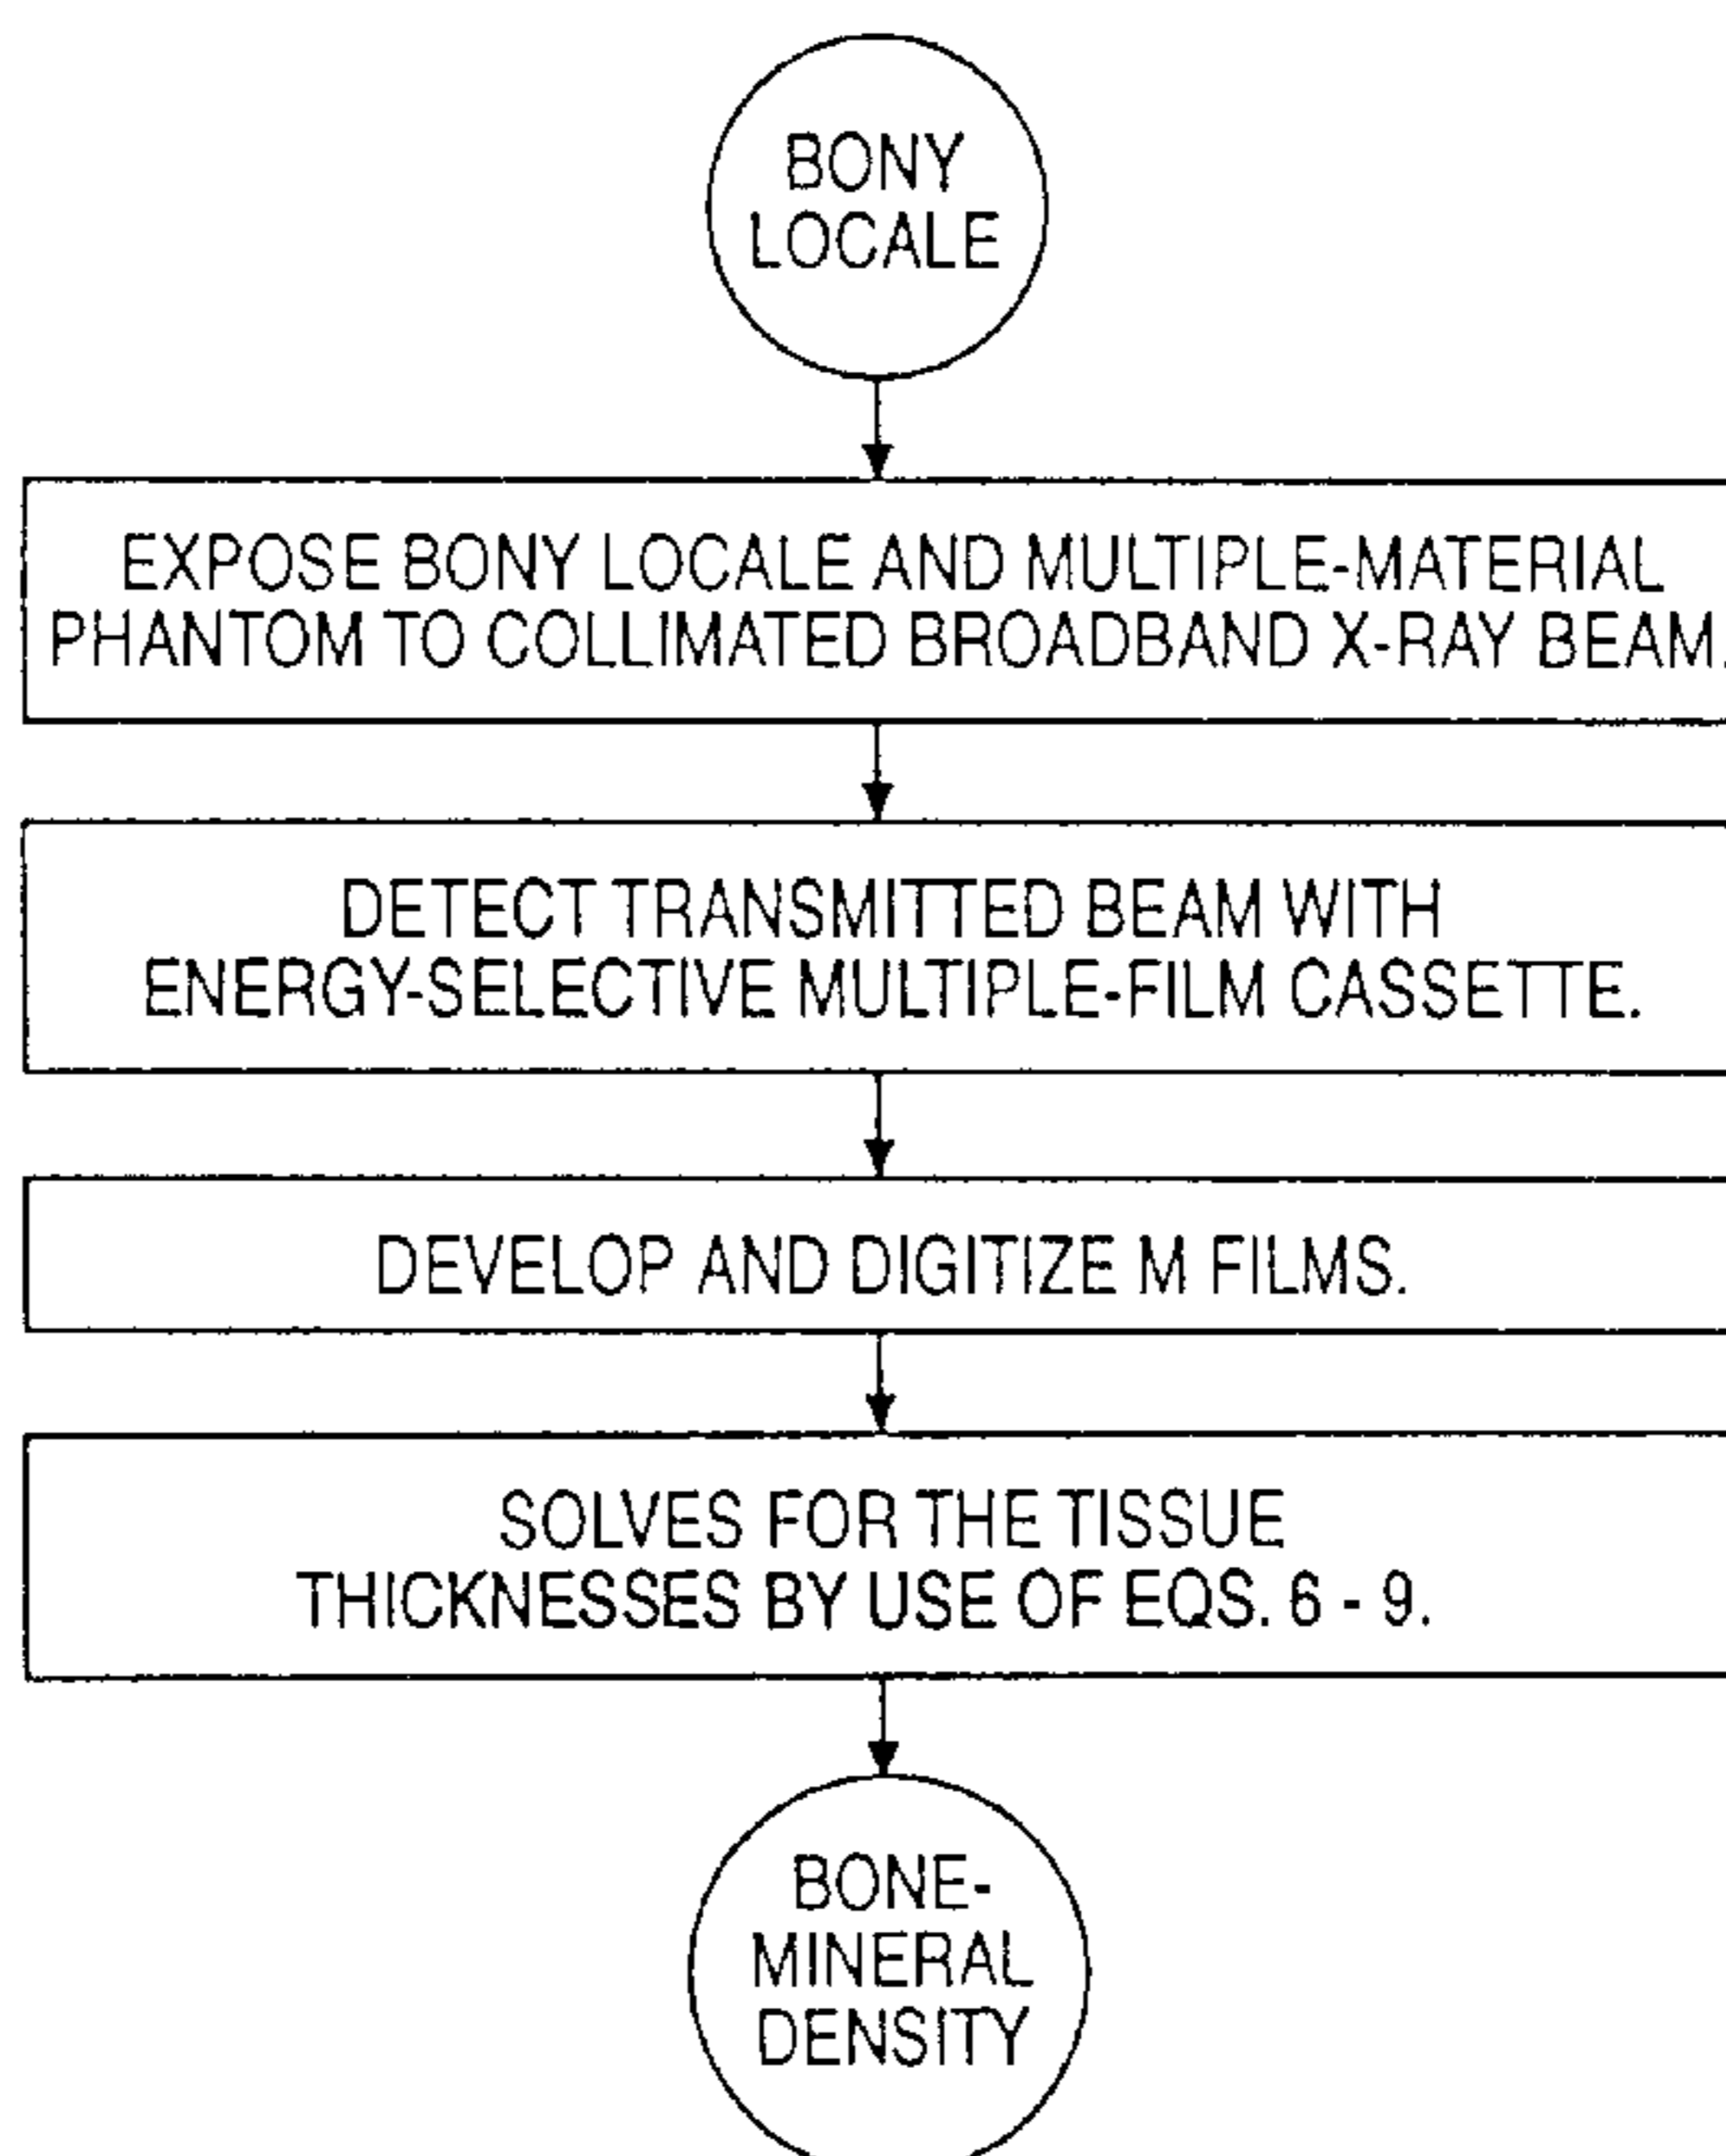 BONY
LOCALE
EXPOSE BONY LOCALE AND MULTIPLE-MATERIAL
PHANTOM TO COLLIMATED BROADBAND X-RAY BEAM.
DETECT TRANSMITTED BEAM WITH
ENERGY-SELECTIVE MULTIPLE-FILM CASSETTE.
DEVELOP AND DIGITIZE M FILMS.
SOLVES FOR THE TISSUE
THICKNESSES BY USE OF EQS. 6 - 9.
BONE-
MINERAL
DENSITY